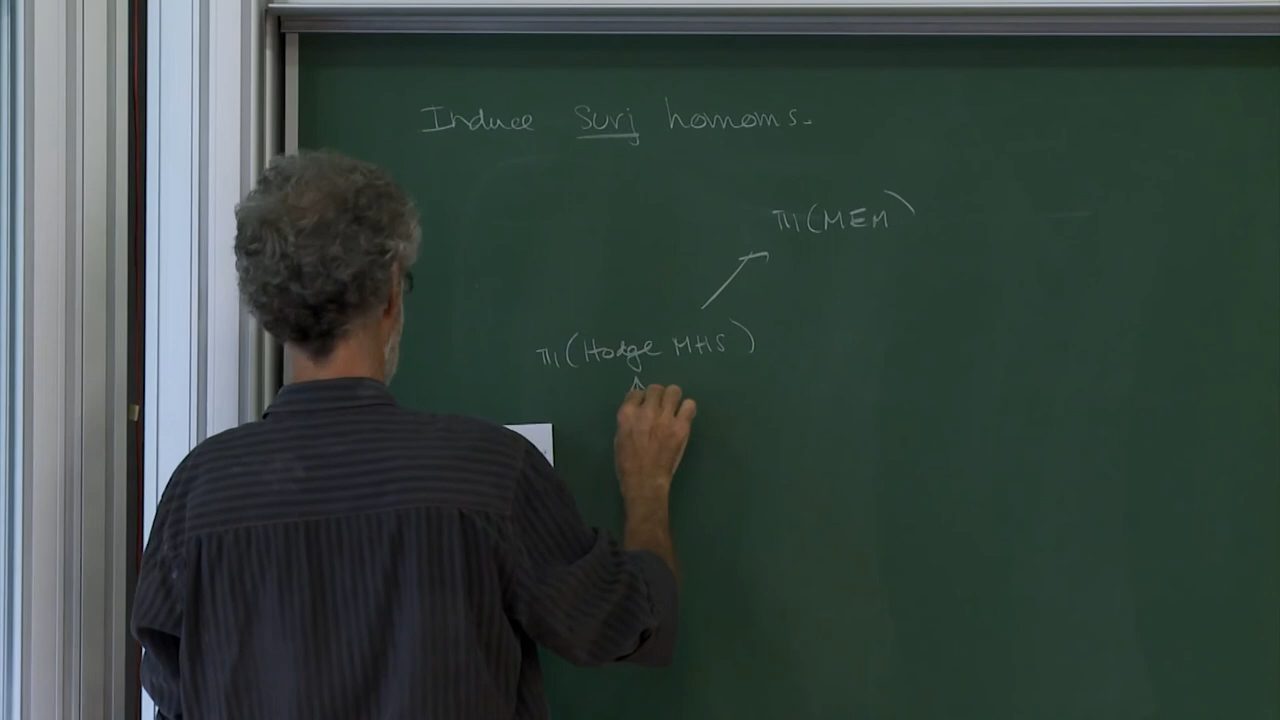 Induce Surj homoms.
π1(MEM)
π1(Hodge MHS)